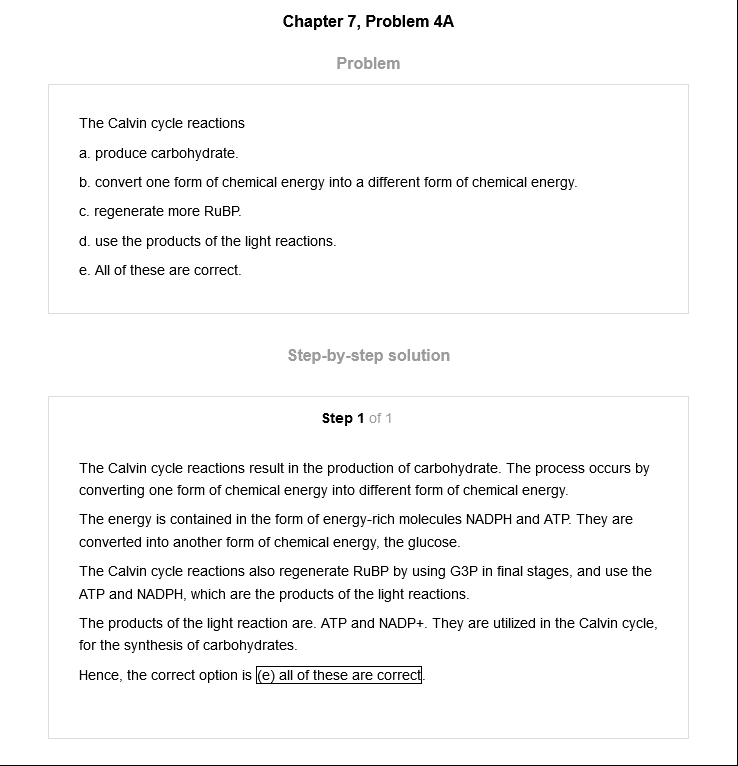 Chapter 7, Problem 4A
Problem
The Calvin cycle reactions
a. produce carbohydrate.
b. convert one form of chemical energy into a different form of chemical energy.
c. regenerate more RuBP.
d. use the products of the light reactions.
e. All of these are correct.
Step-by-step solution
Step 1 of 1
The Calvin cycle reactions result in the production of carbohydrate. The process occurs by
converting one form of chemical energy into different form of chemical energy.
The energy is contained in the form of energy-rich molecules NADPH and ATP. They are
converted into another form of chemical energy, the glucose.
The Calvin cycle reactions also regenerate RuBP by using G3P in final stages, and use the
ATP and NADPH, which are the products of the light reactions.
The products of the light reaction are. ATP and NADP+. They are utilized in the Calvin cycle,
for the synthesis of carbohydrates.
Hence, the correct option is (e) all of these are correct.